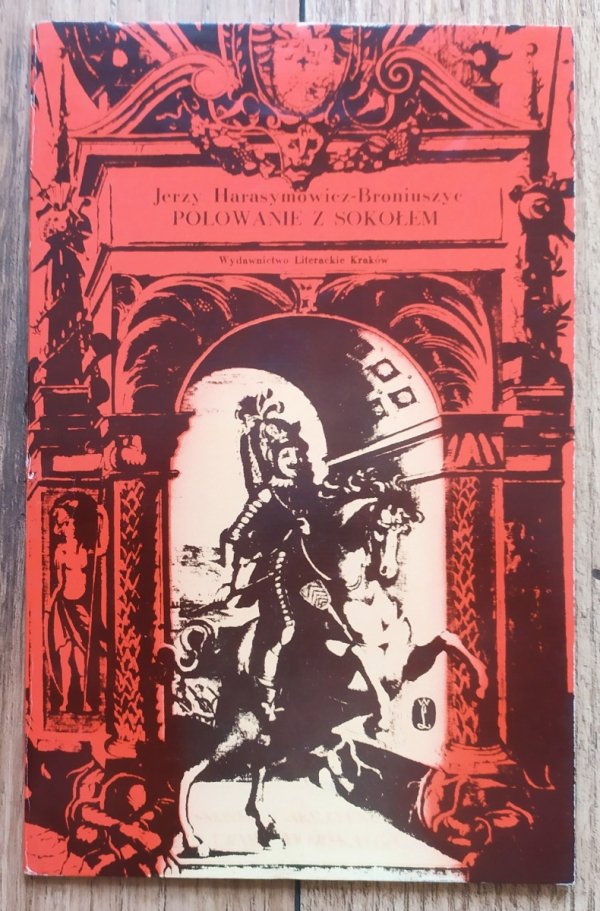 Jerzy Harasymowicz-Broniuszyc
POLOWANIE Z SOKOŁEM
Wydawnictwo Literackie Kraków